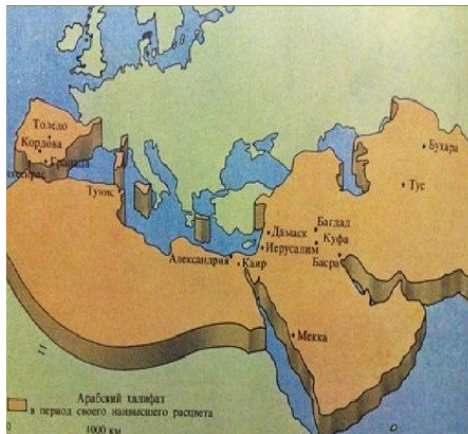 Толедо
Кордова
Гранада
Тунис
Бухара
Тус
Багдад
Дамаск
Куфа
Иерусалим
Александрия
Каир
Басра
Мекка
Арабский халифат
в период своего наивысшего расцвета
0 1000 км